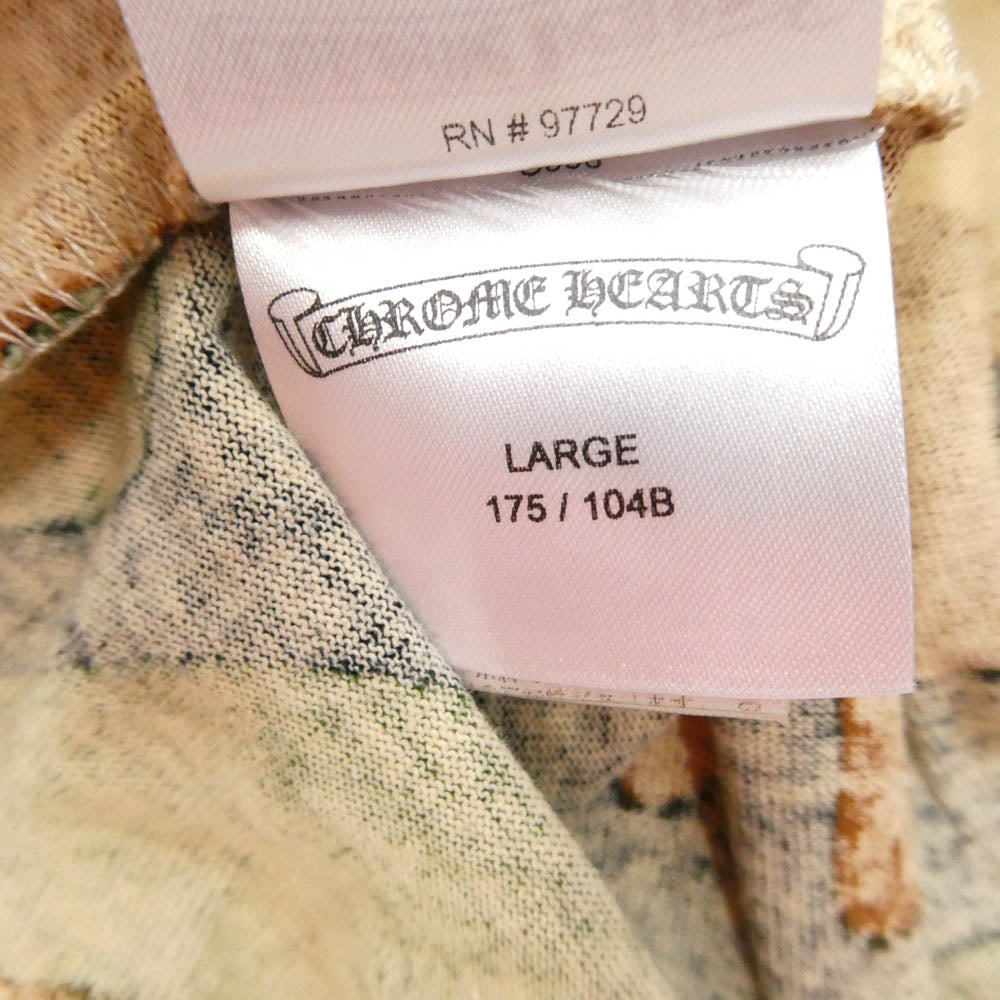 RN # 97729
CHROME HEARTS
LARGE
175 / 104B